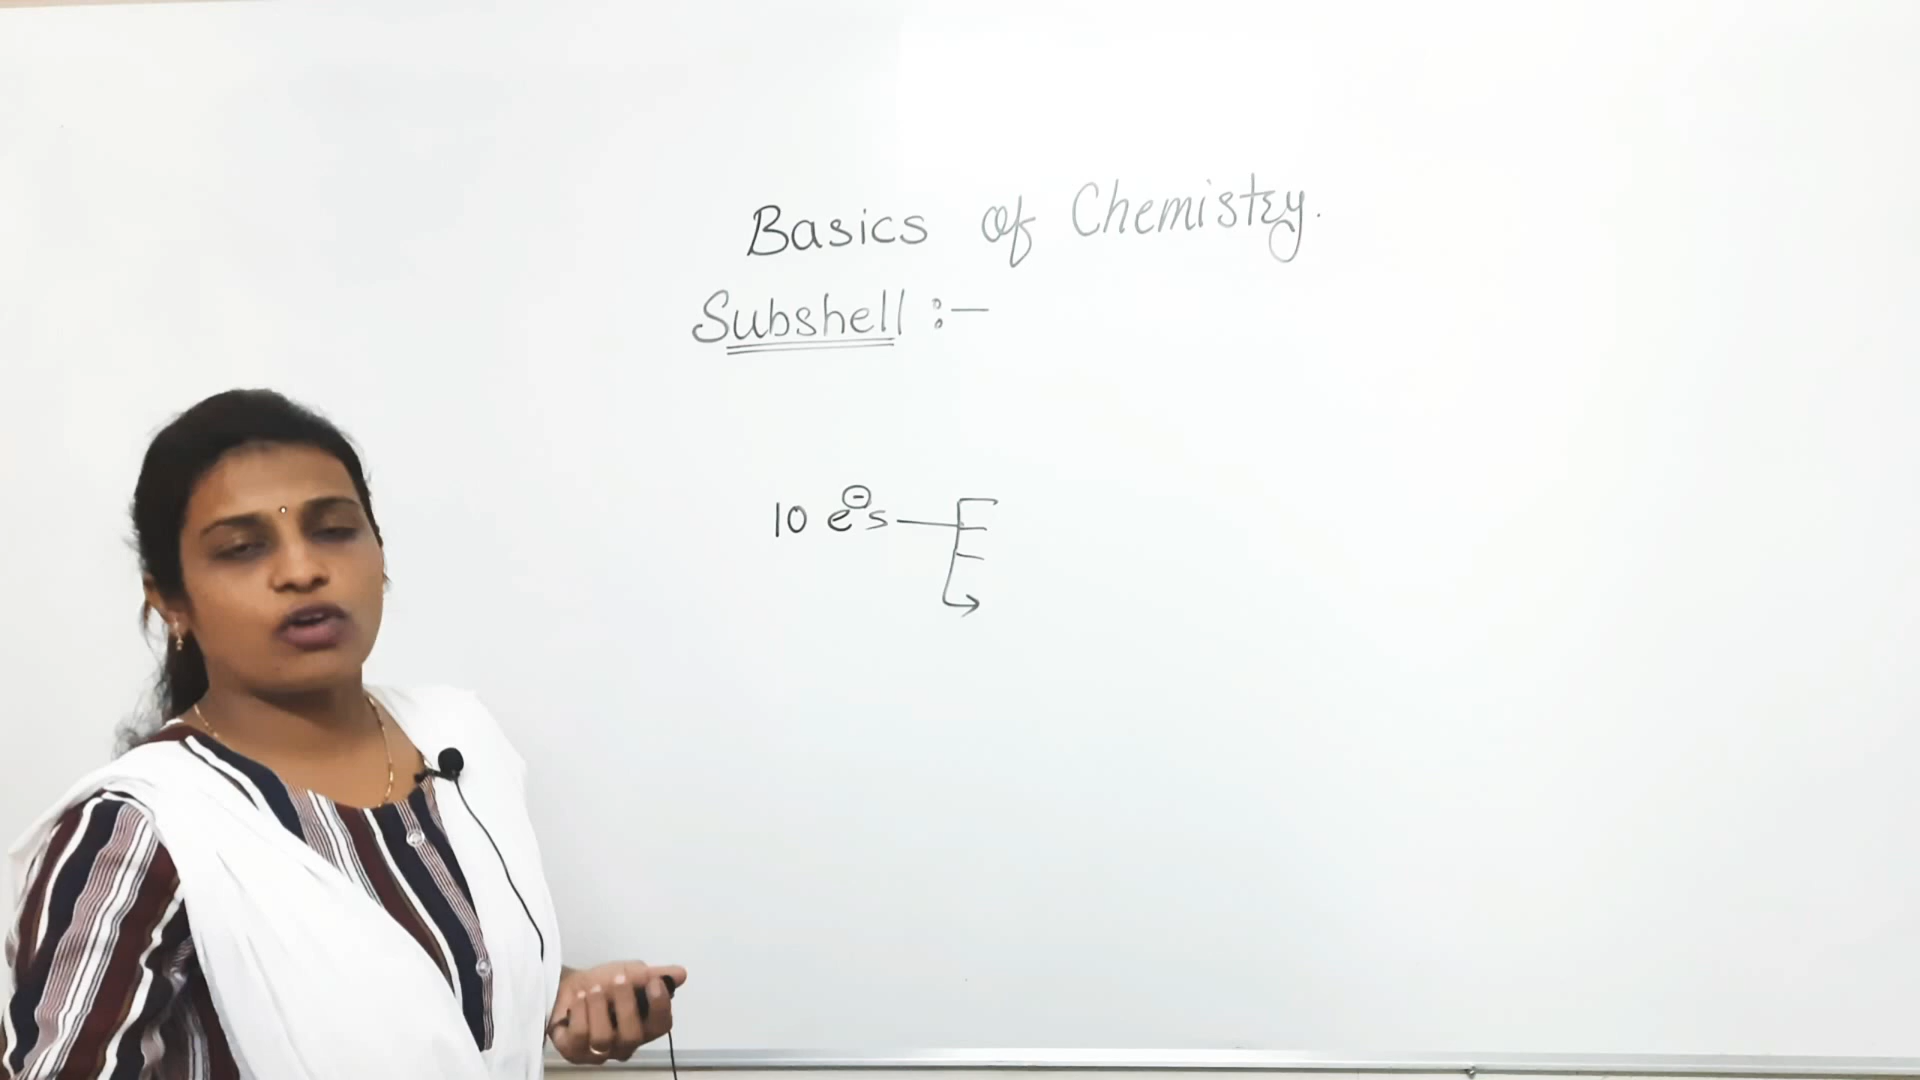 Basics of Chemistry.
Subshell :-
10 e⊖s